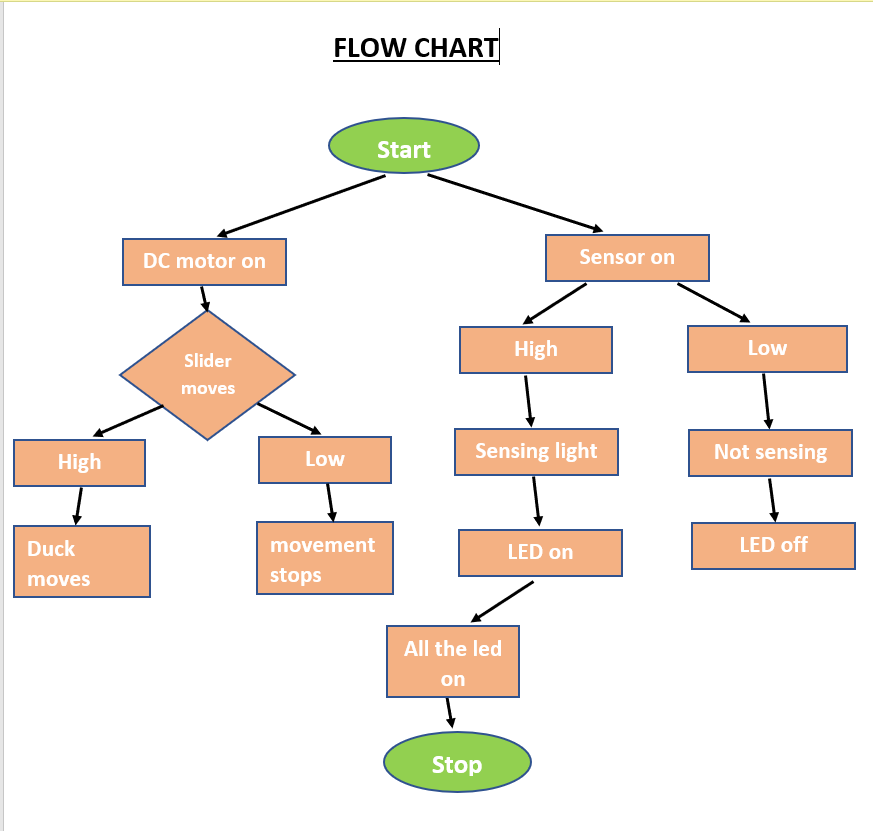 FLOW CHART
Start
DC motor on
Sensor on
Slider
moves
High
Low
High
Low
Sensing light
Not sensing
Duck
moves
movement
stops
LED on
LED off
All the led
on
Stop